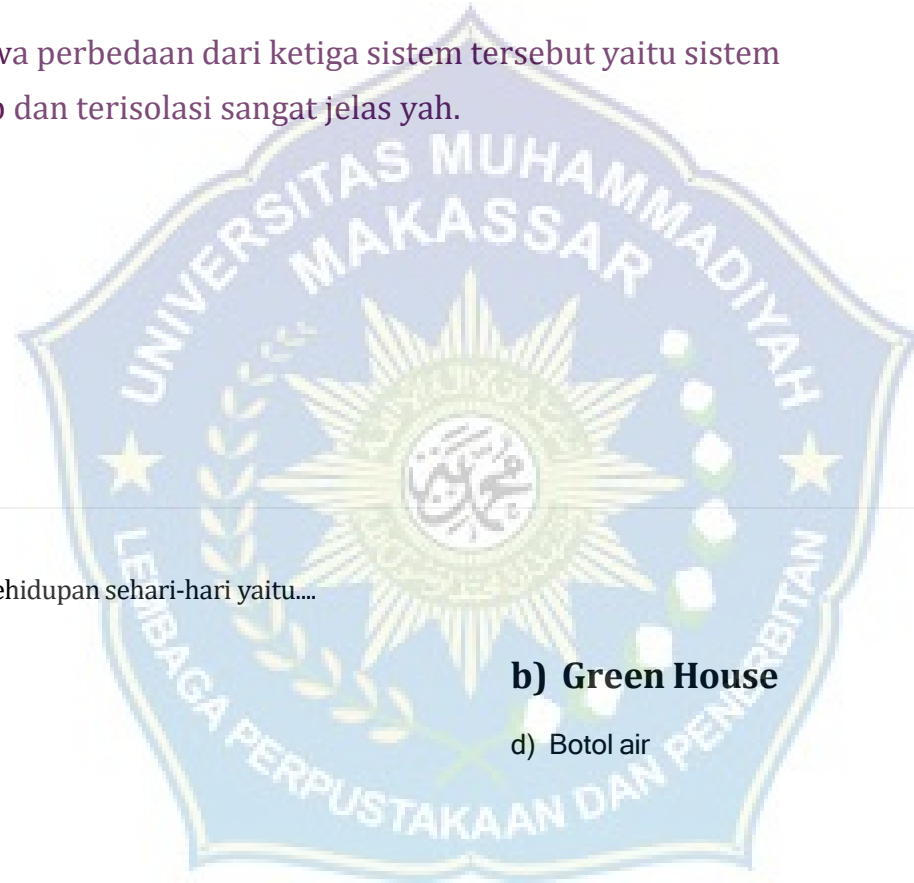 va perbedaan dari ketiga sistem tersebut yaitu sistem
dan terisolasi sangat jelas yah.
UNIVERSITAS MUHAMMADIYAH
MAKASSAR
ehidupan sehari-hari yaitu....
b) Green House
d) Botol air
LEMBAGA PERPUSTAKAAN DAN PENERBITAN